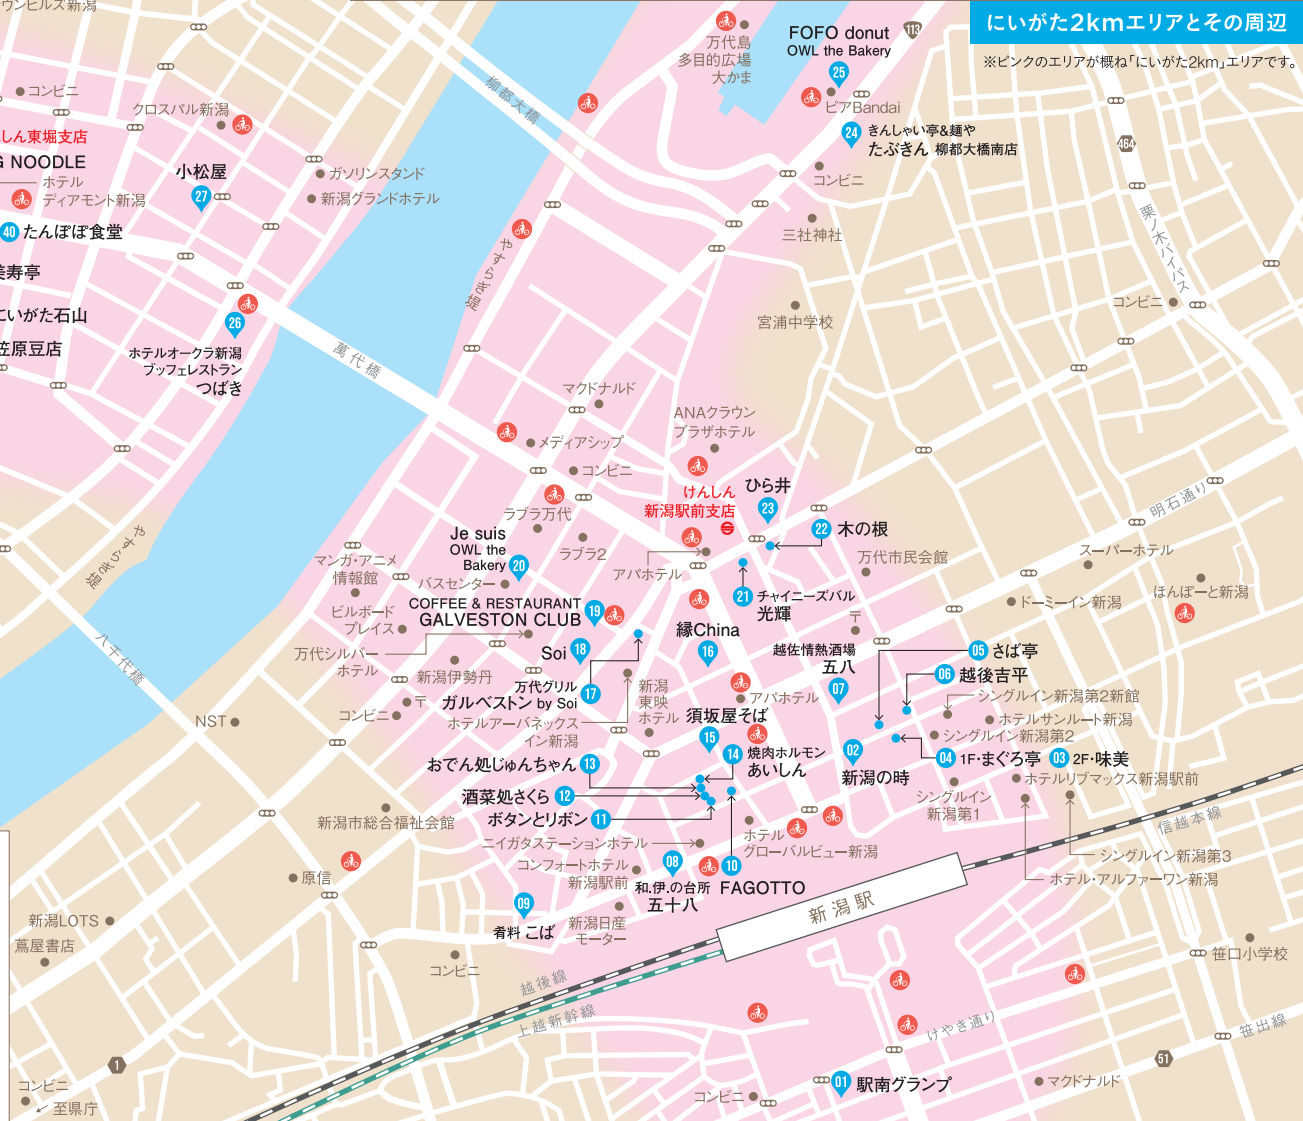 ウンヒルズ新潟
にいがた2kmエリアとその周辺
※ピンクのエリアが概ね「にいがた2km」エリアです。
万代島
多目的広場
大かま
FOFO donut
OWL the Bakery
113
25
ピアBandai
24
きんしゃい亭&麺や
たぶきん 柳都大橋南店
コンビニ
三社神社
宮浦中学校
464
栗ノ木バイパス
コンビニ
柳都大橋
コンビニ
クロスパル新潟
しん東堀支店
G NOODLE
ホテル
ディアモント新潟
小松屋
27
ガソリンスタンド
新潟グランドホテル
40
たんぽぽ食堂
美寿亭
にいがた石山
笠原豆店
26
ホテルオークラ新潟
ブッフェレストラン
つばき
やすらぎ堤
萬代橋
マクドナルド
ANAクラウン
プラザホテル
メディアシップ
コンビニ
けんしん
新潟駅前支店
ひら井
23
22
木の根
ラブラ万代
ラブラ2
アパホテル
Je suis
OWL the
Bakery
20
バスセンター
マンガ・アニメ
情報館
ビルボード
プレイス
万代シルバー
ホテル
COFFEE & RESTAURANT
GALVESTON CLUB
19
21
チャイニーズバル
光輝
万代市民会館
〒
明石通り
スーパーホテル
ドーミーイン新潟
ほんぽーと新潟
やすらぎ堤
八千代橋
Soi
18
縁China
16
越佐情熱酒場
五八
07
05
さば亭
06
越後吉平
シングルイン新潟第2新館
ホテルサンルート新潟
シングルイン新潟第2
新潟伊勢丹
コンビニ
〒
万代グリル
ガルベストン by Soi
17
新潟
東映
ホテル
ホテルアーバネックス
イン新潟
アパホテル
須坂屋そば
15
14
焼肉ホルモン
あいしん
02
新潟の時
04
1F・まぐろ亭
03
2F・味美
NST
おでん処じゅんちゃん
13
酒菜処さくら
12
ボタンとリボン
11
ホテルリブマックス新潟駅前
シングルイン
新潟第1
信越本線
新潟市総合福祉会館
ニイガタステーションホテル
コンフォートホテル
新潟駅前
08
和.伊.の台所
五十八
10
FAGOTTO
ホテル
グローバルビュー新潟
シングルイン新潟第3
ホテル・アルファーワン新潟
原信
新潟LOTS
蔦屋書店
09
肴料 こば
新潟日産
モーター
新潟駅
コンビニ
越後線
上越新幹線
笹口小学校
けやき通り
笹出線
1
51
コンビニ
至県庁
コンビニ
01
駅南グランプ
マクドナルド